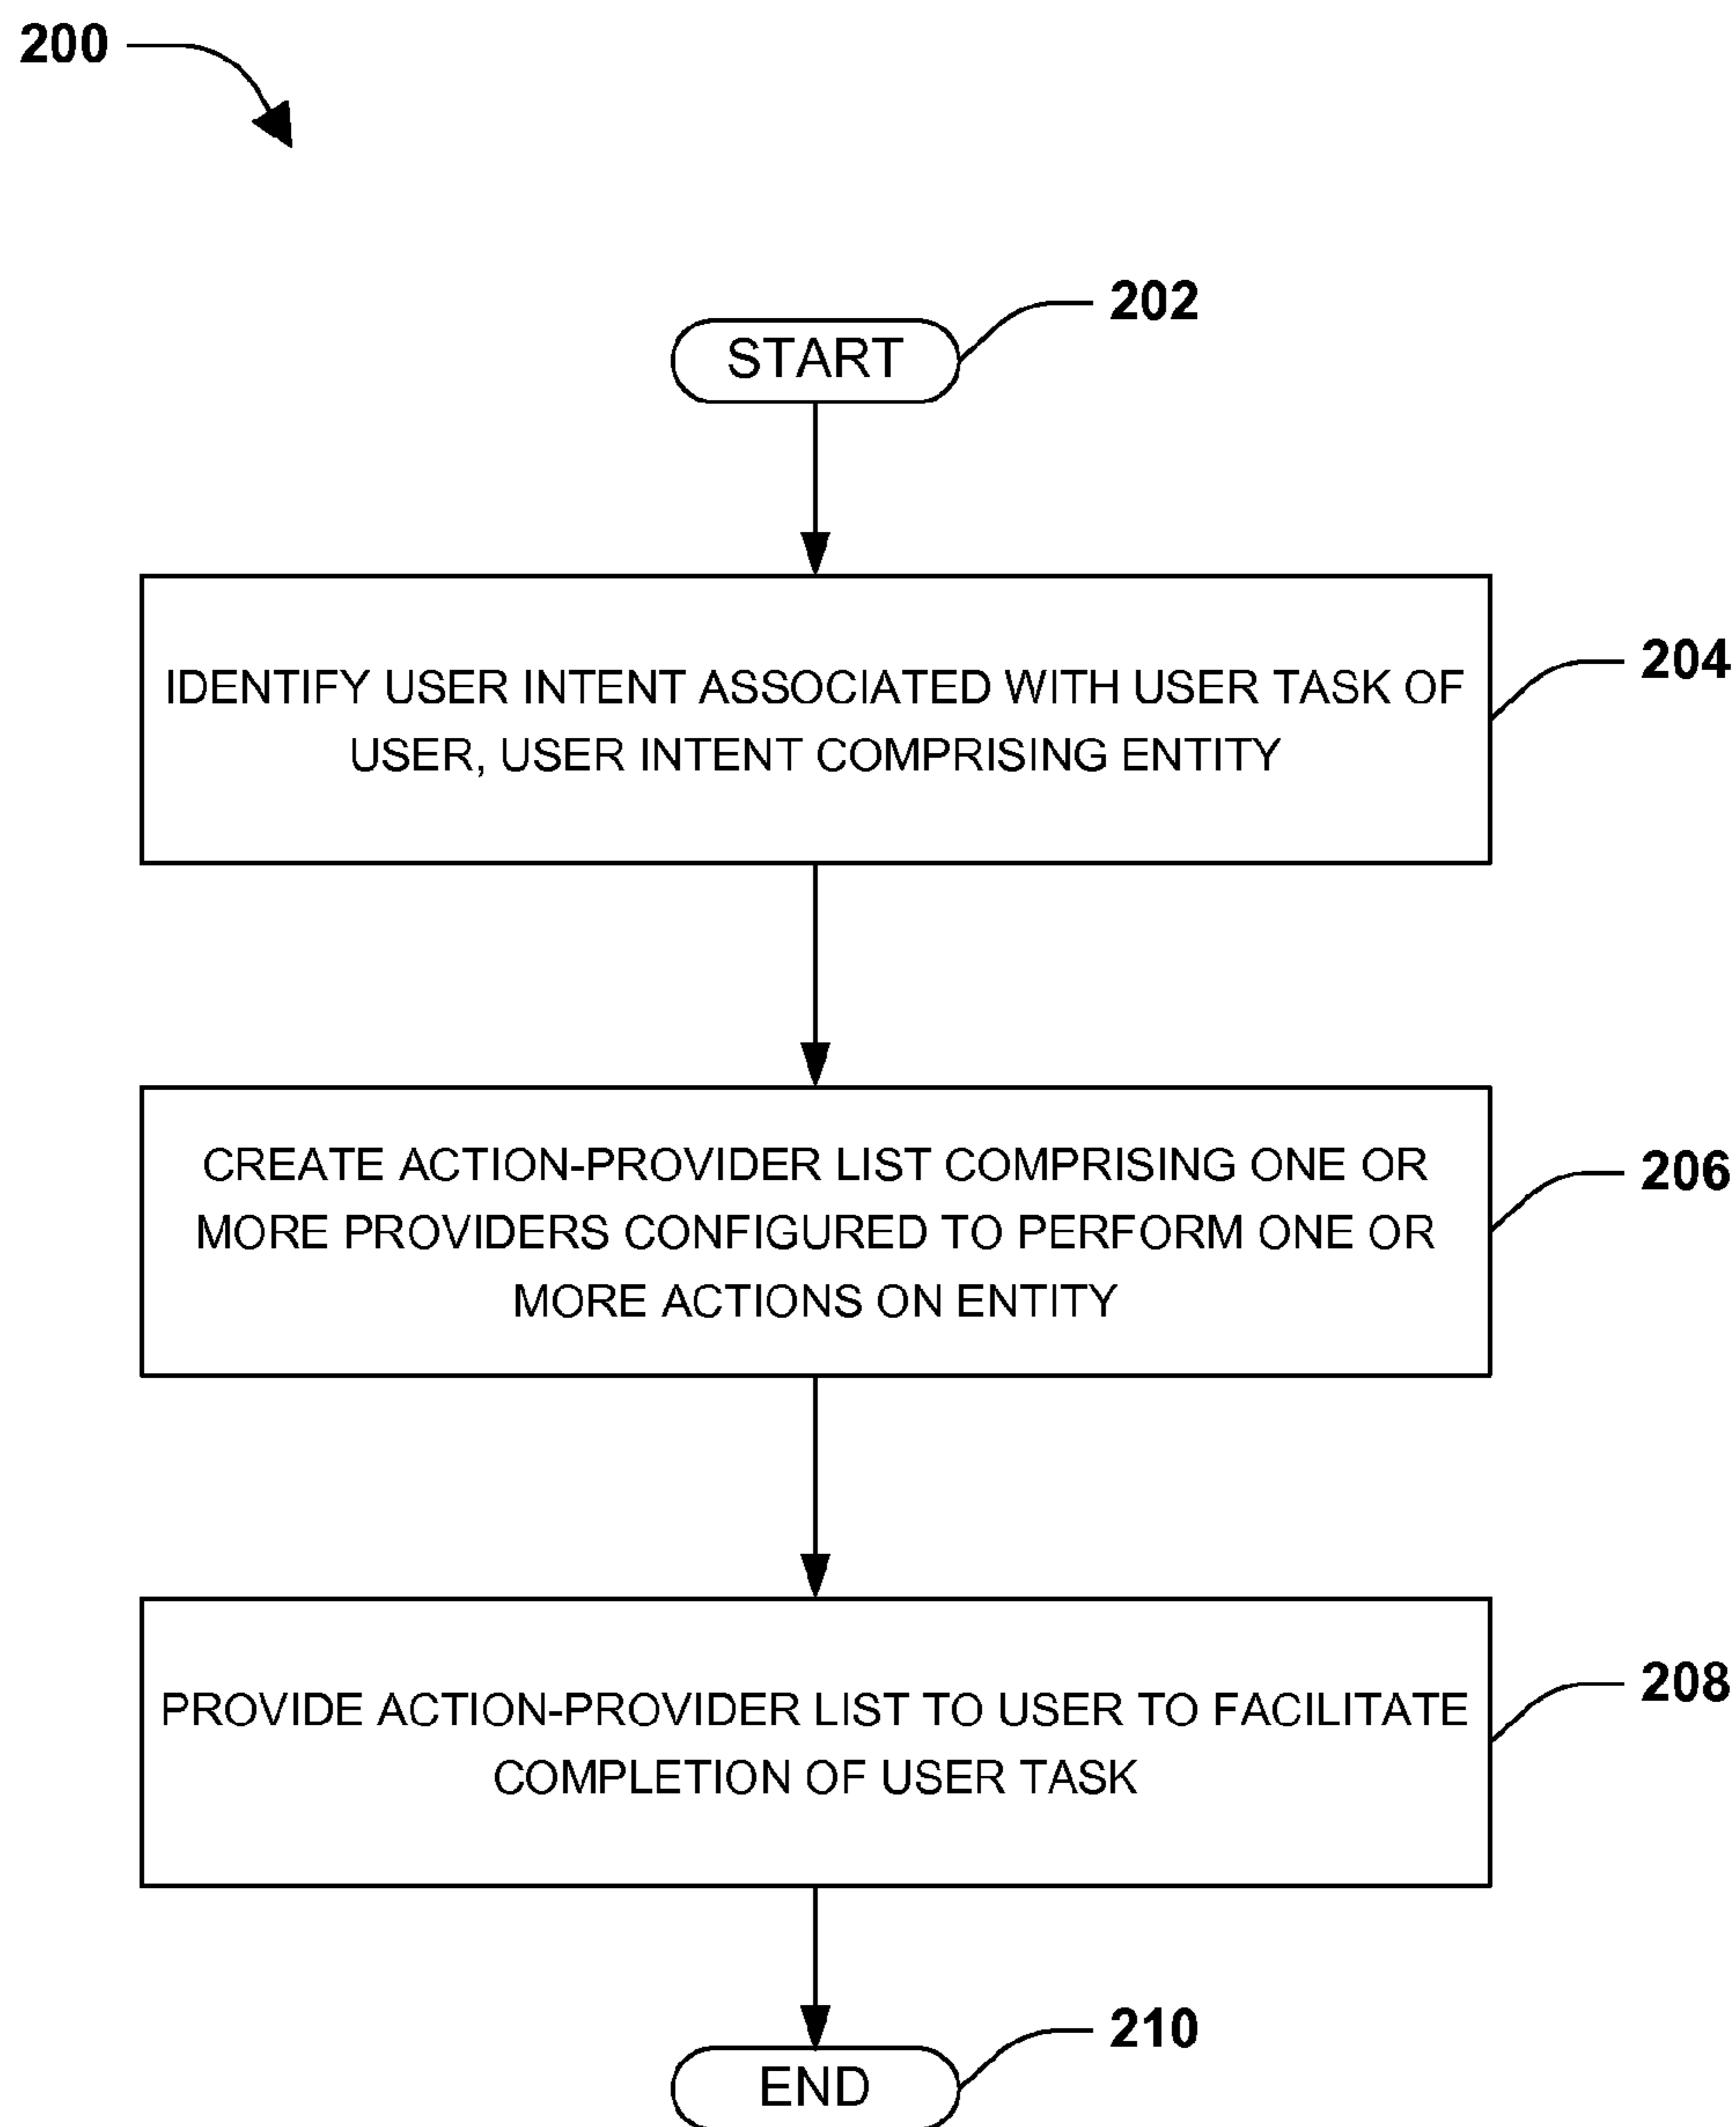 200
202
START
204
IDENTIFY USER INTENT ASSOCIATED WITH USER TASK OF
USER, USER INTENT COMPRISING ENTITY
206
CREATE ACTION-PROVIDER LIST COMPRISING ONE OR
MORE PROVIDERS CONFIGURED TO PERFORM ONE OR
MORE ACTIONS ON ENTITY
208
PROVIDE ACTION-PROVIDER LIST TO USER TO FACILITATE
COMPLETION OF USER TASK
210
END